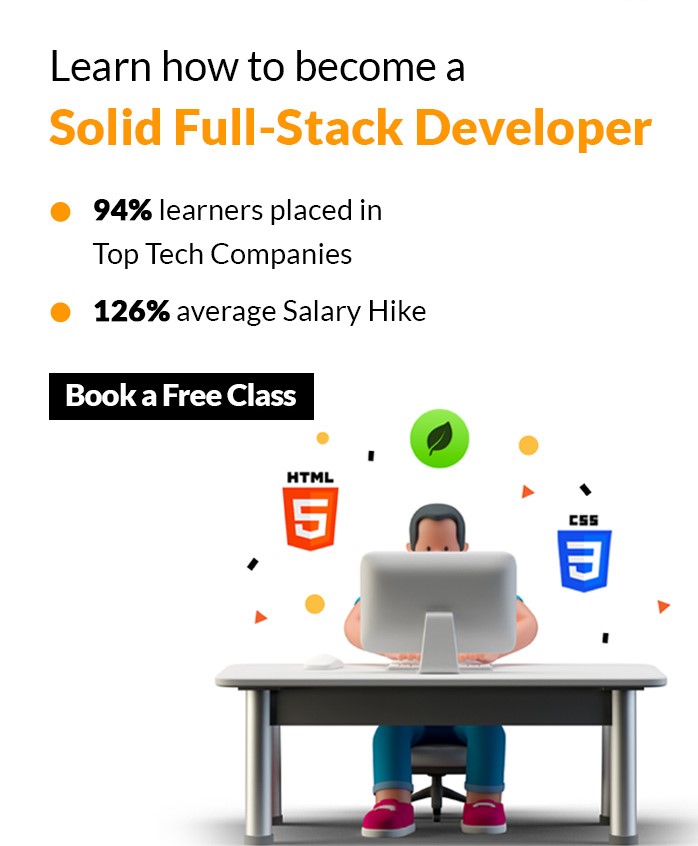 Learn how to become a
Solid Full-Stack Developer
94% learners placed in
Top Tech Companies
126% average Salary Hike
Book a Free Class
HTML
5
CSS
3